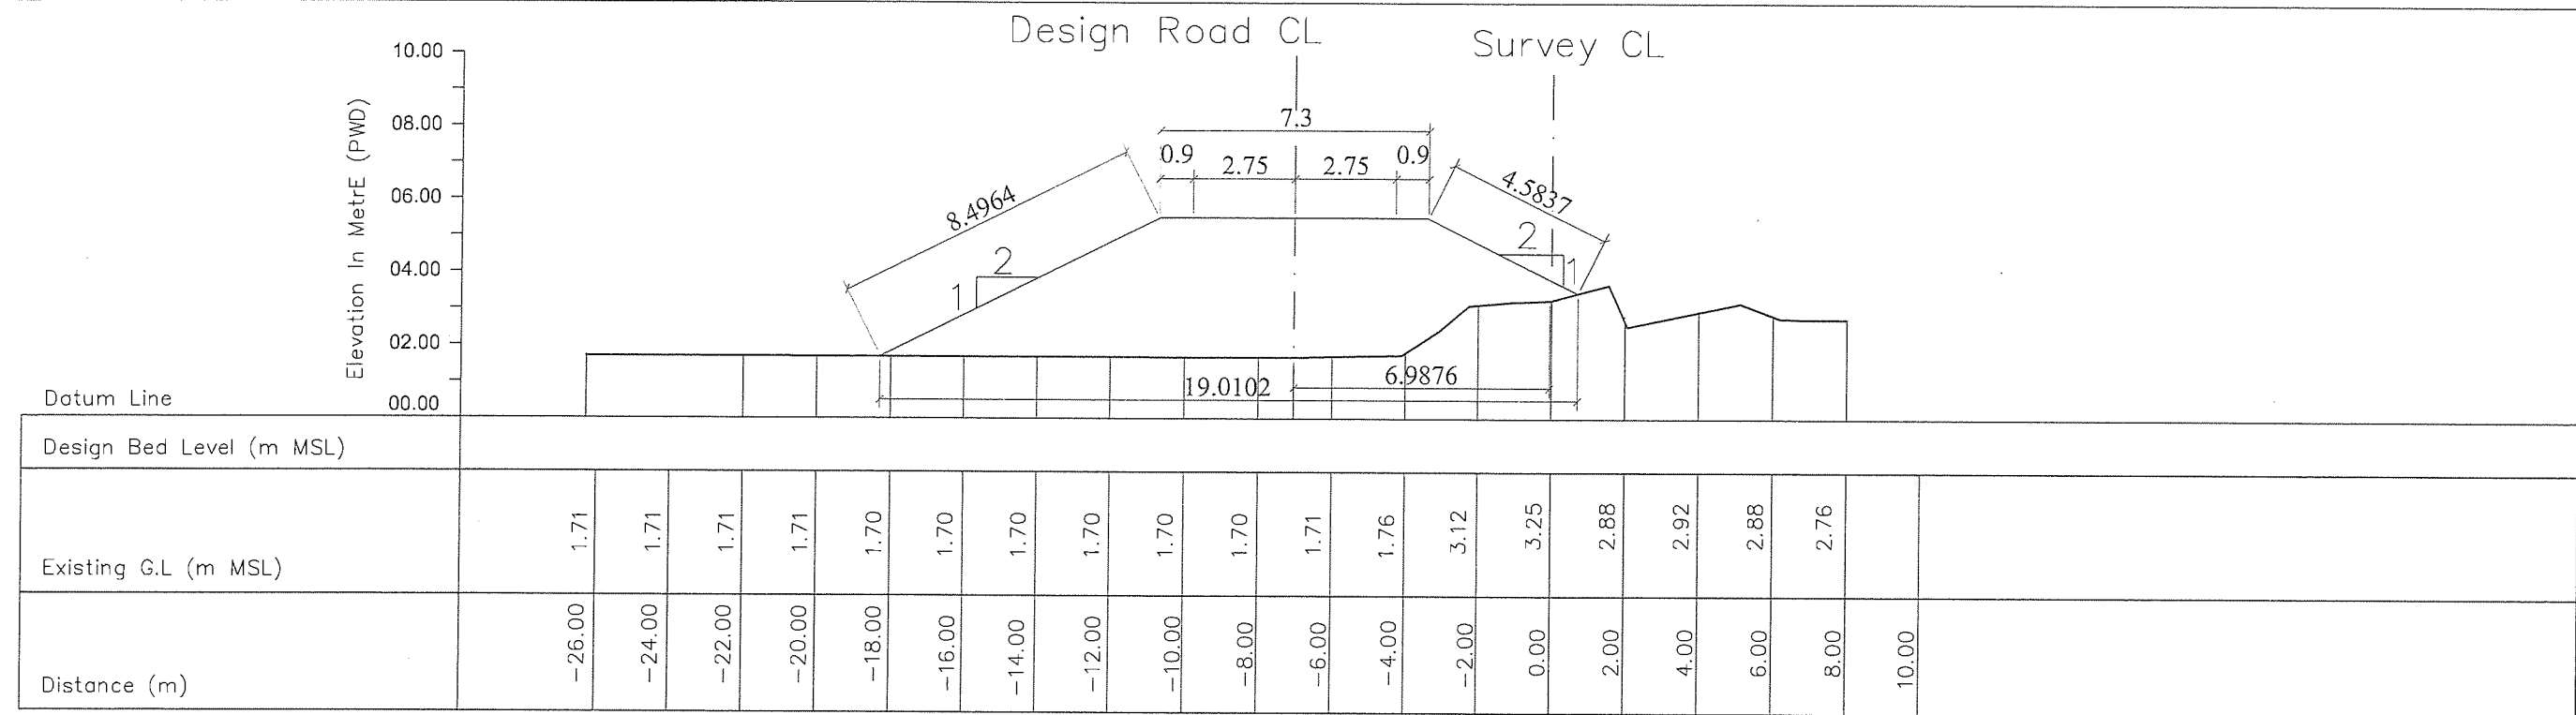 Design Road CL
Survey CL
Elevation In MetrE (PWD)
10.00
08.00
06.00
04.00
02.00
00.00
7.3
0.9
2.75
2.75
0.9
8.4964
4.5837
2
1
2
1
6.9876
19.0102
Datum Line
Design Bed Level (m MSL)
Existing G.L (m MSL)
1.71 1.71 1.71 1.71 1.70 1.70 1.70 1.70 1.70 1.70 1.71 1.76 3.12 3.25 2.88 2.92 2.88 2.76
Distance (m)
-26.00 -24.00 -22.00 -20.00 -18.00 -16.00 -14.00 -12.00 -10.00 -8.00 -6.00 -4.00 -2.00 0.00 2.00 4.00 6.00 8.00 10.00